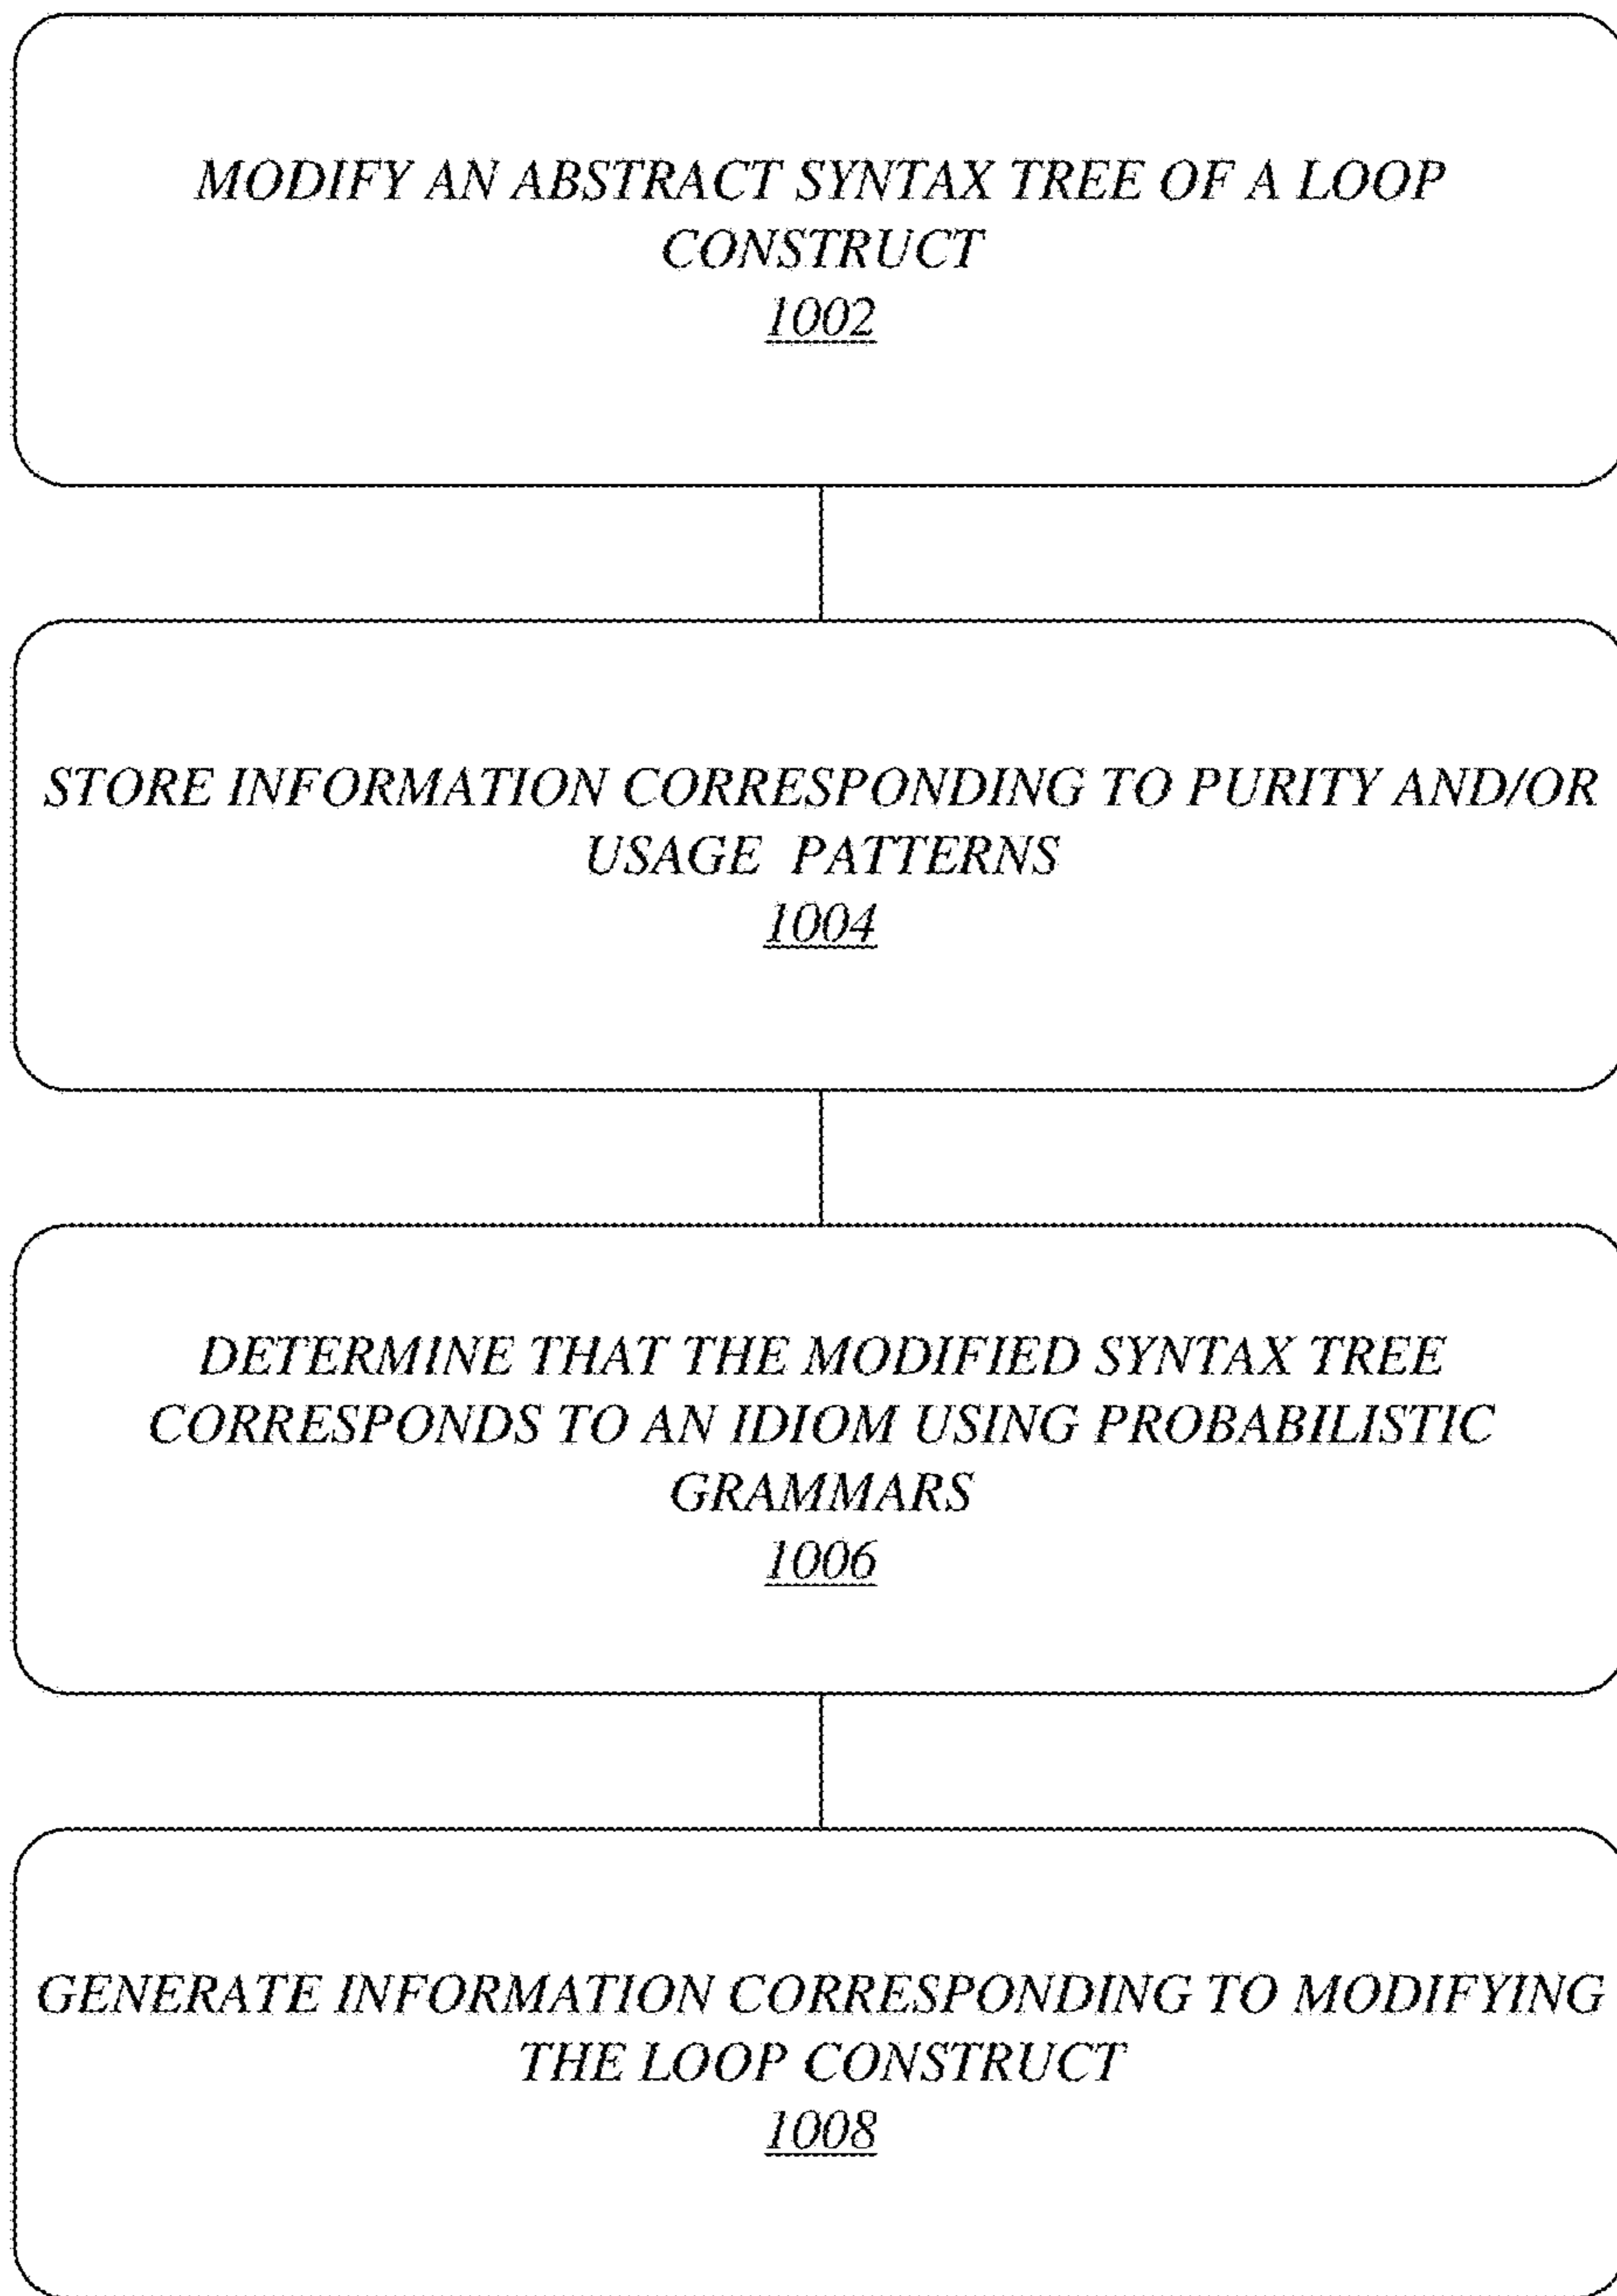 MODIFY AN ABSTRACT SYNTAX TREE OF A LOOP
CONSTRUCT
1002
STORE INFORMATION CORRESPONDING TO PURITY AND/OR
USAGE PATTERNS
1004
DETERMINE THAT THE MODIFIED SYNTAX TREE
CORRESPONDS TO AN IDIOM USING PROBABILISTIC
GRAMMARS
1006
GENERATE INFORMATION CORRESPONDING TO MODIFYING
THE LOOP CONSTRUCT
1008